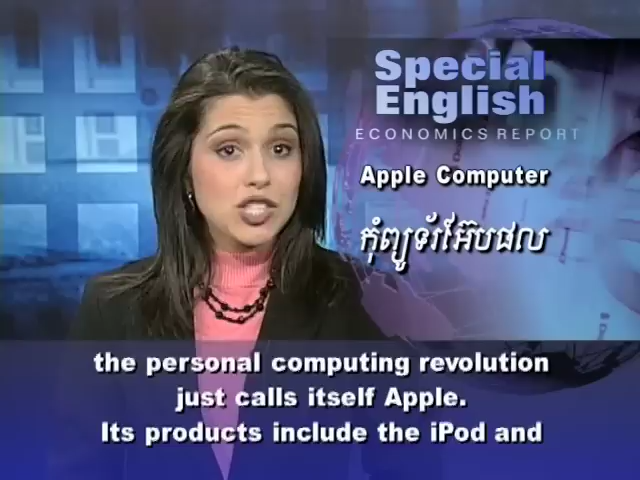 Special
English
ECONOMICS REPORT
Apple Computer
កុំព្យូទ័រអ៊ែបផល
the personal computing revolution
just calls itself Apple.
Its products include the iPod and